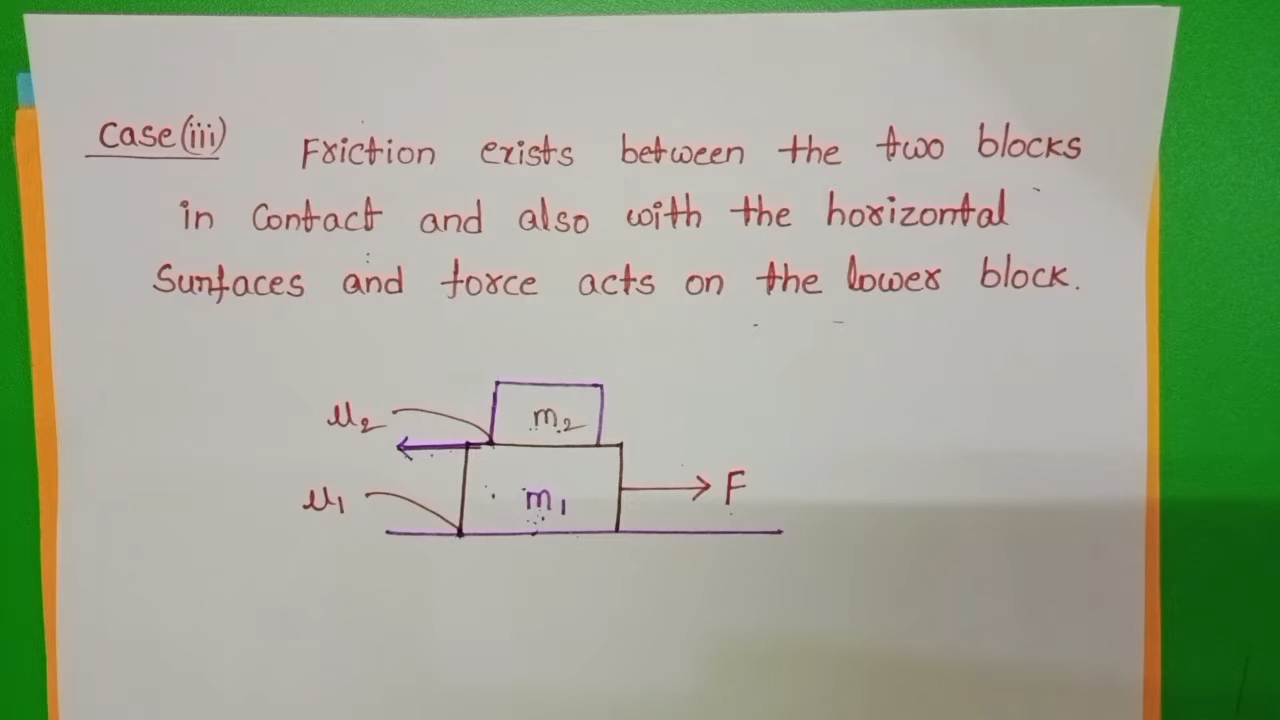 Case(iii) Friction exists between the two blocks
in contact and also with the horizontal
Surfaces and force acts on the lower block.
μ2 m2
μ1 m1 F